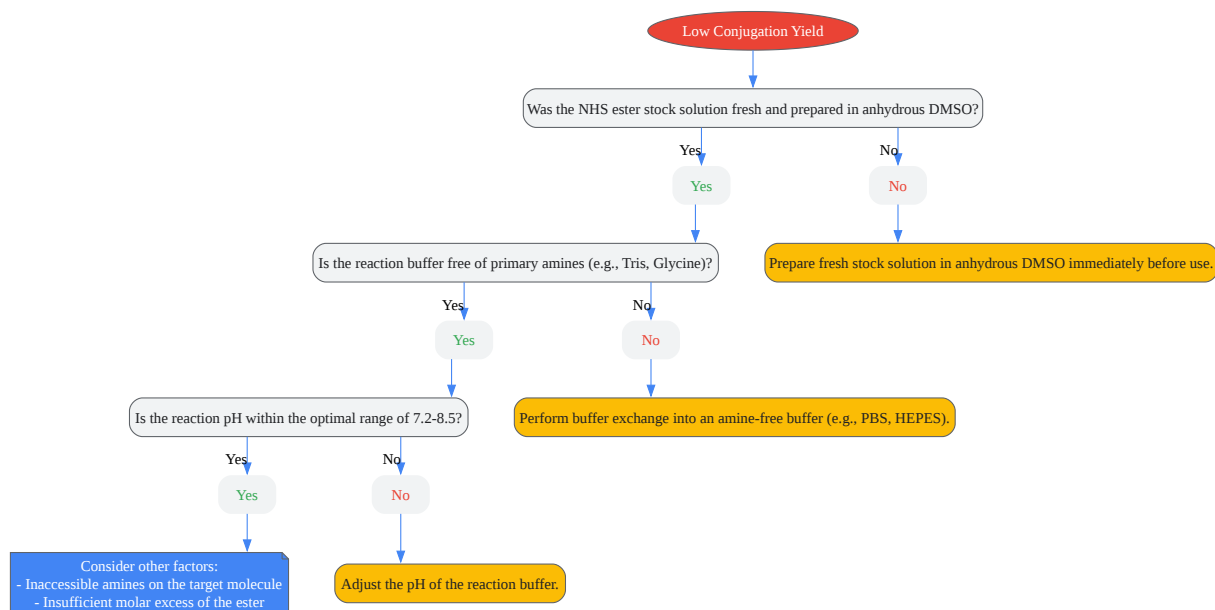 Low Conjugation Yield
Was the NHS ester stock solution fresh and prepared in anhydrous DMSO?
Yes
No
Yes
No
Is the reaction buffer free of primary amines (e.g., Tris, Glycine)?
Prepare fresh stock solution in anhydrous DMSO immediately before use.
Yes
No
Yes
No
Is the reaction pH within the optimal range of 7.2-8.5?
Perform buffer exchange into an amine-free buffer (e.g., PBS, HEPES).
Yes
No
Yes
No
Consider other factors:
- Inaccessible amines on the target molecule
- Insufficient molar excess of the ester
Adjust the pH of the reaction buffer.